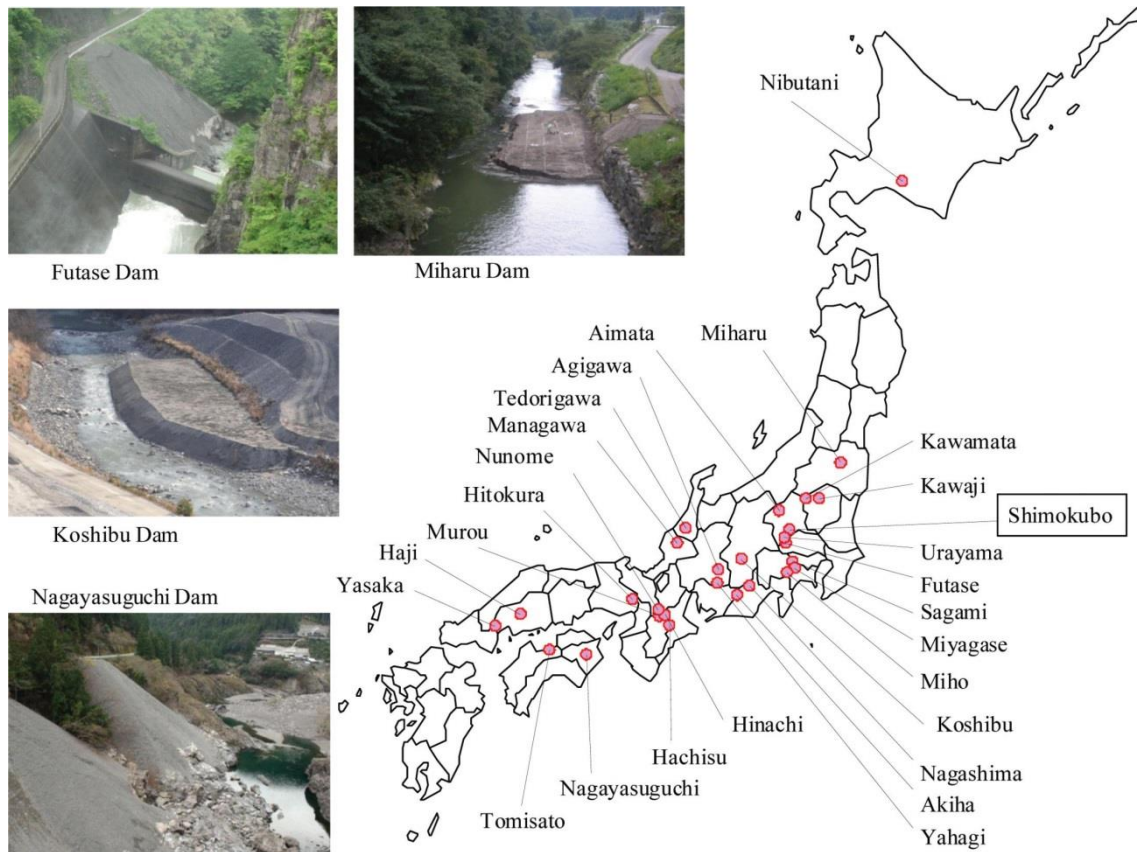 Futase Dam
Miharu Dam
Koshibu Dam
Nagayasuguchi Dam
Nibutani
Aimata
Miharu
Agigawa
Tedorigawa
Managawa
Nunome
Hitokura
Murou
Haji
Yasaka
Kawamata
Kawaji
Shimokubo
Urayama
Futase
Sagami
Miyagase
Miho
Koshibu
Nagashima
Akiha
Yahagi
Hinachi
Hachisu
Nagayasuguchi
Tomisato